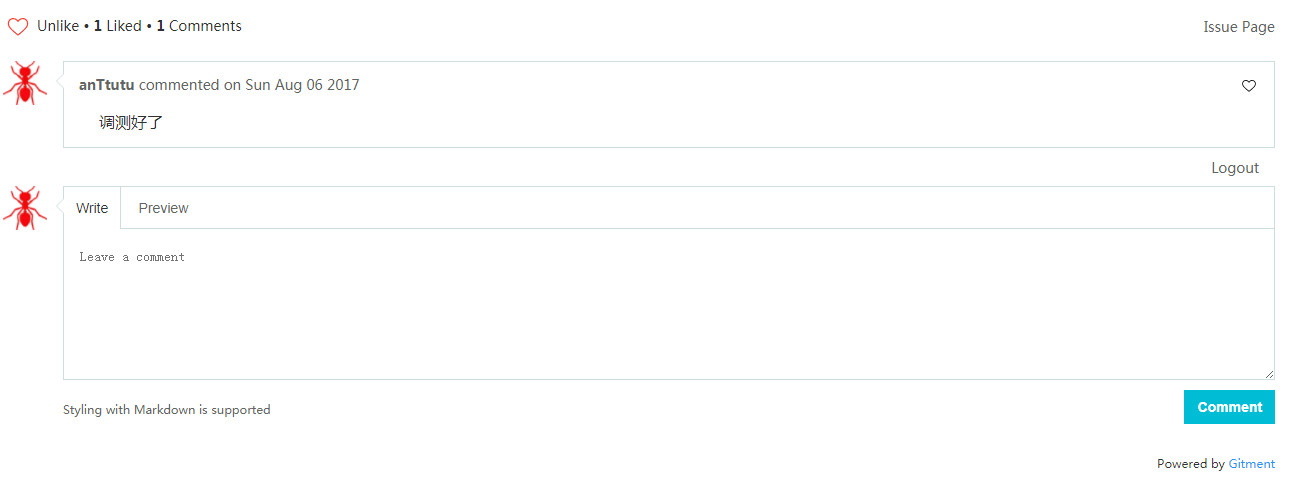 Unlike • 1 Liked • 1 Comments
Issue Page
anTtutu commented on Sun Aug 06 2017
调测好了
Logout
Write
Preview
Leave a comment
Styling with Markdown is supported
Comment
Powered by Gitment